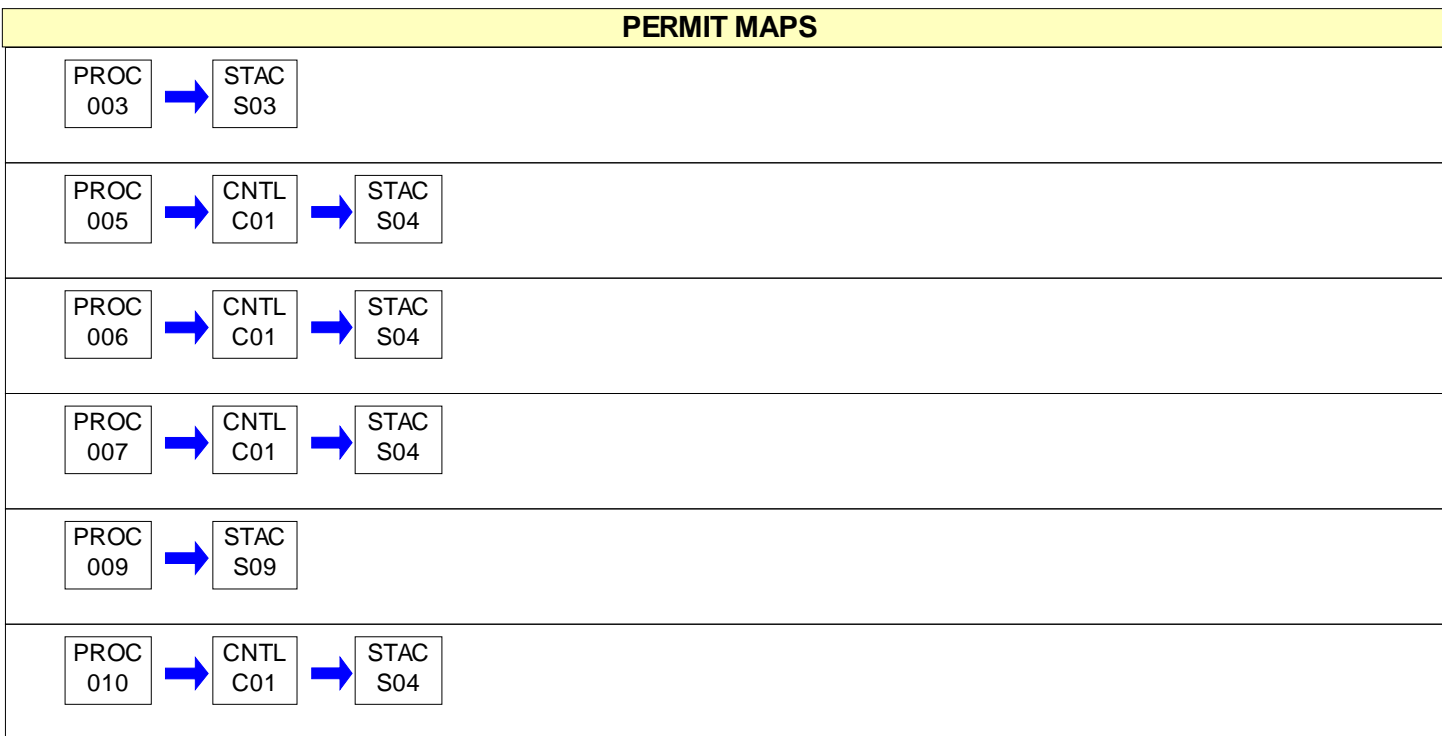 PERMIT MAPS
PROC STAC
003 S03
PROC CNTL STAC
005 C01 S04
PROC CNTL STAC
006 C01 S04
PROC CNTL STAC
007 C01 S04
PROC STAC
009 S09
PROC CNTL STAC
010 C01 S04